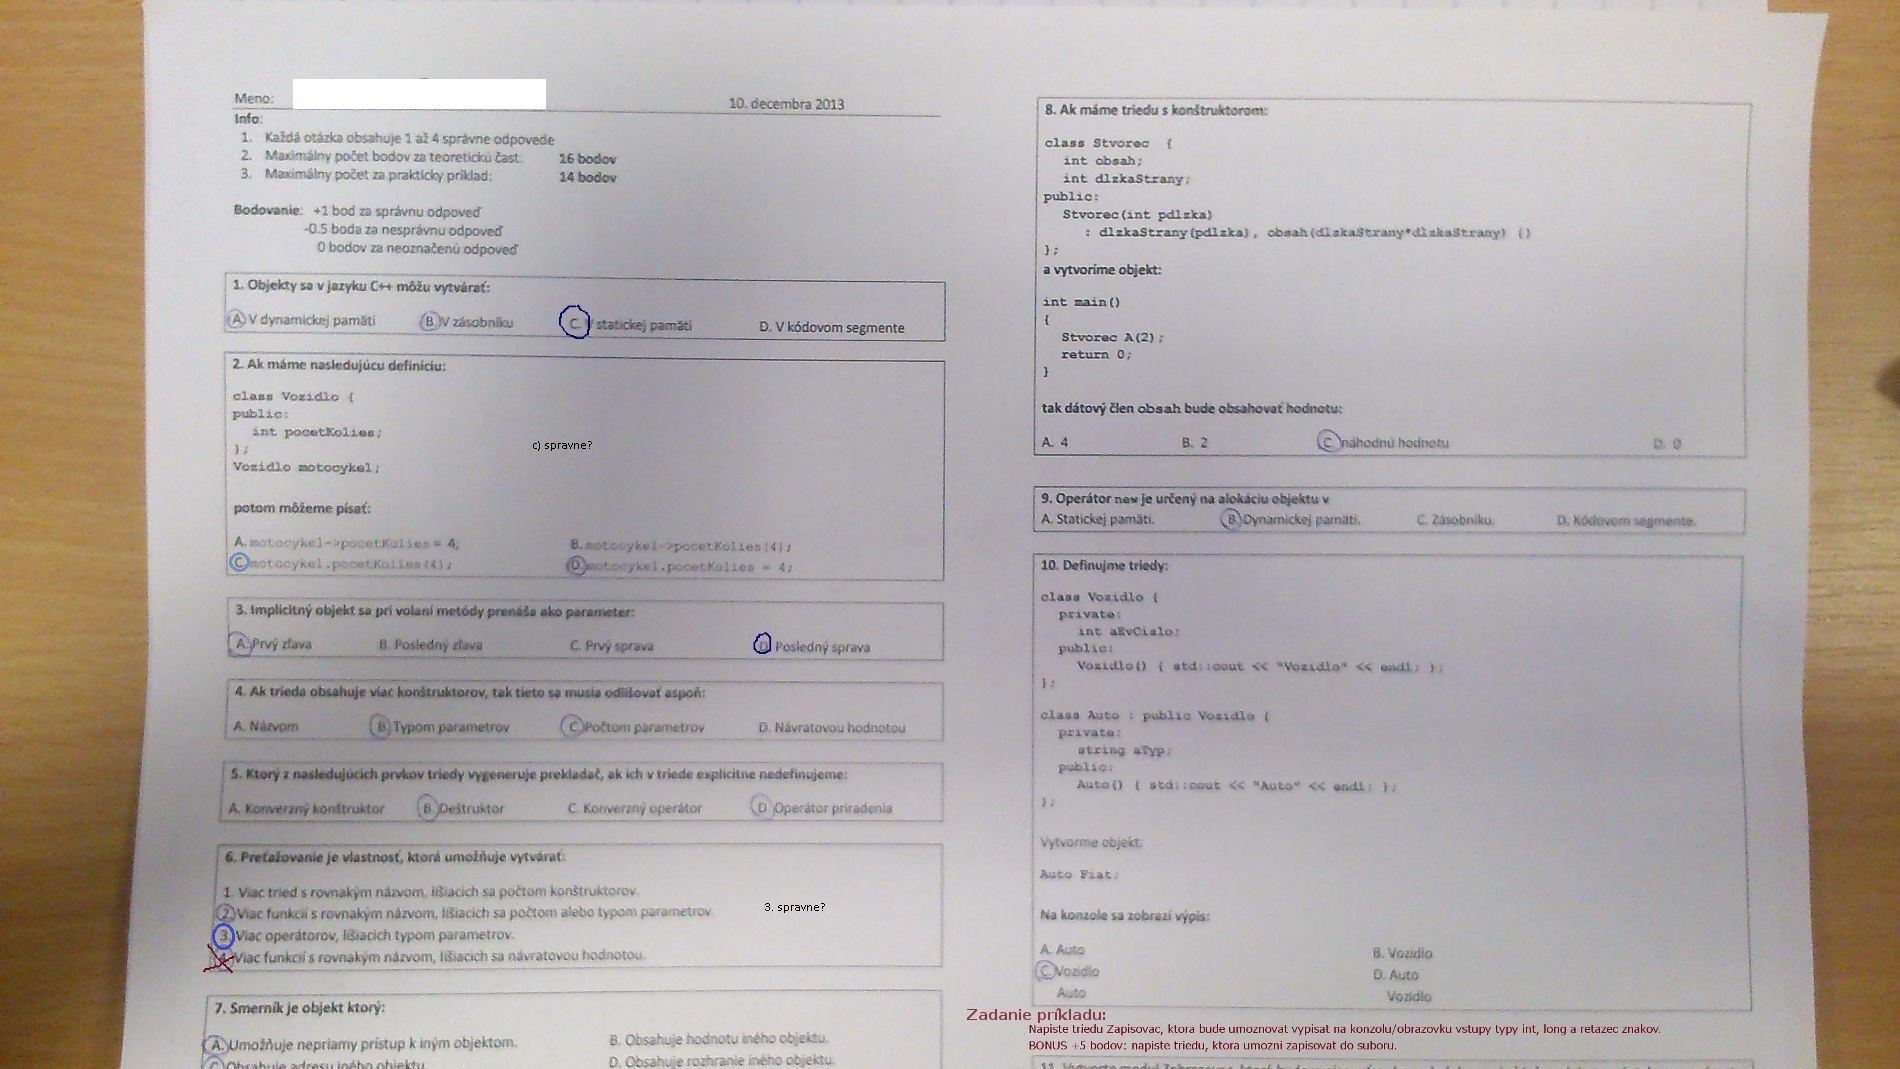 Meno:
10. decembra 2013
Info:
1. Každá otázka obsahuje 1 až 4 správne odpovede
2. Maximálny počet bodov za teoretickú časť: 16 bodov
3. Maximálny počet za prakticky príklad: 14 bodov
Bodovanie: +1 bod za správnu odpoveď
-0.5 boda za nesprávnu odpoveď
0 bodov za neoznačenú odpoveď
1. Objekty sa v jazyku C++ môžu vytvárať:
A. V dynamickej pamäti B. V zásobníku C. V statickej pamäti D. V kódovom segmente
2. Ak máme nasledujúcu definíciu:
class Vozidlo {
public:
int pocetKolies;
};
c) spravne?
Vozidlo motocykel;
potom môžeme písať:
A. motocykel->pocetKolies = 4; B. motocykel->pocetKolies(4);
C motocykel.pocetKolies(4); D. motocykel.pocetKolies = 4;
3. Implicitný objekt sa pri volaní metódy prenáša ako parameter:
A. Prvý zľava B. Posledný zľava C. Prvý sprava D Posledný sprava
4. Ak trieda obsahuje viac konštruktorov, tak tieto sa musia odlišovať aspoň:
A. Názvom B. Typom parametrov C. Počtom parametrov D. Návratovou hodnotou
5. Ktorý z nasledujúcich prvkov triedy vygeneruje prekladač, ak ich v triede explicitne nedefinujeme:
A. Konverzný konštruktor B. Deštruktor C. Konverzný operátor D Operátor priradenia
6. Preťažovanie je vlastnosť, ktorá umožňuje vytvárať:
1. Viac tried s rovnakým názvom, líšiacich sa počtom konštruktorov.
2. Viac funkcií s rovnakým názvom, líšiacich sa počtom alebo typom parametrov.
3. spravne?
3. Viac operátorov, líšiacich typom parametrov.
4. Viac funkcií s rovnakým názvom, líšiacich sa návratovou hodnotou.
7. Smerník je objekt ktorý:
A. Umožňuje nepriamy prístup k iným objektom. B. Obsahuje hodnotu iného objektu.
C Obsahuje adresu iného objektu. D. Obsahuje rozhranie iného objektu.
8. Ak máme triedu s konštruktorom:
class Stvorec {
int obsah;
int dlzkaStrany;
public:
Stvorec(int pdlzka)
: dlzkaStrany(pdlzka), obsah(dlzkaStrany*dlzkaStrany) {}
};
a vytvoríme objekt:
int main()
{
Stvorec A(2);
return 0;
}
tak dátový člen obsah bude obsahovať hodnotu:
A. 4 B. 2 C. náhodnú hodnotu D. 0
9. Operátor new je určený na alokáciu objektu v
A. Statickej pamäti. B. Dynamickej pamäti. C. Zásobníku. D. Kódovom segmente.
10. Definujme triedy:
class Vozidlo {
private:
int aEvCislo;
public:
Vozidlo() { std::cout << "Vozidlo" << endl; };
};
class Auto : public Vozidlo {
private:
string aTyp;
public:
Auto() { std::cout << "Auto" << endl; };
};
Vytvorme objekt:
Auto Fiat;
Na konzole sa zobrazí výpis:
A. Auto B. Vozidlo
C. Vozidlo D. Auto
Auto Vozidlo
Zadanie príkladu:
Napiste triedu Zapisovac, ktora bude umoznovat vypisat na konzolu/obrazovku vstupy typy int, long a retazec znakov.
BONUS +5 bodov: napiste triedu, ktora umozni zapisovat do suboru.